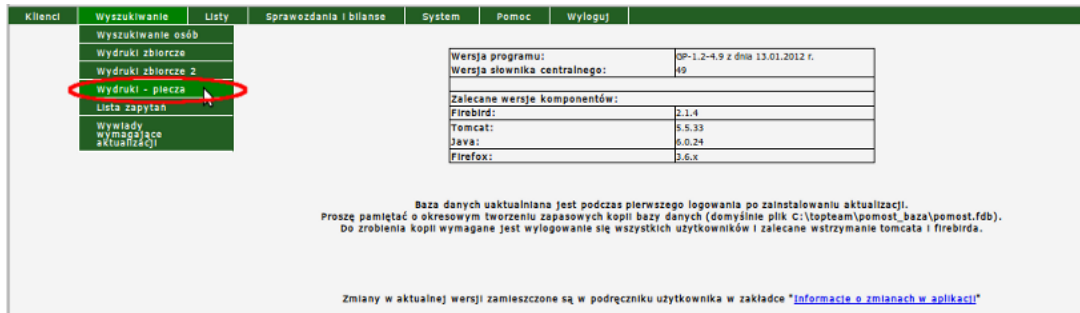 Klienci Wyszukiwanie Listy Sprawozdania i bilanse System Pomoc Wyloguj
Wyszukiwanie osób
Wydruki zbiorcze
Wydruki zbiorcze 2
Wydruki - piecza
Lista zapytań
Wywiady
wymagające
aktualizacji
Wersja programu: GP-1.2-4.9 z dnia 13.01.2012 r.
Wersja słownika centralnego: 49
Zalecane wersje komponentów:
Firebird: 2.1.4
Tomcat: 5.5.33
Java: 6.0.24
Firefox: 3.6.x
Baza danych uaktualniana jest podczas pierwszego logowania po zainstalowaniu aktualizacji.
Proszę pamiętać o okresowym tworzeniu zapasowych kopii bazy danych (domyślnie plik C:\topteam\pomost_baza\pomost.fdb).
Do zrobienia kopii wymagane jest wylogowanie się wszystkich użytkowników i zalecane wstrzymanie tomcata i firebirda.
Zmiany w aktualnej wersji zamieszczone są w podręczniku użytkownika w zakładce "Informacje o zmianach w aplikacji"